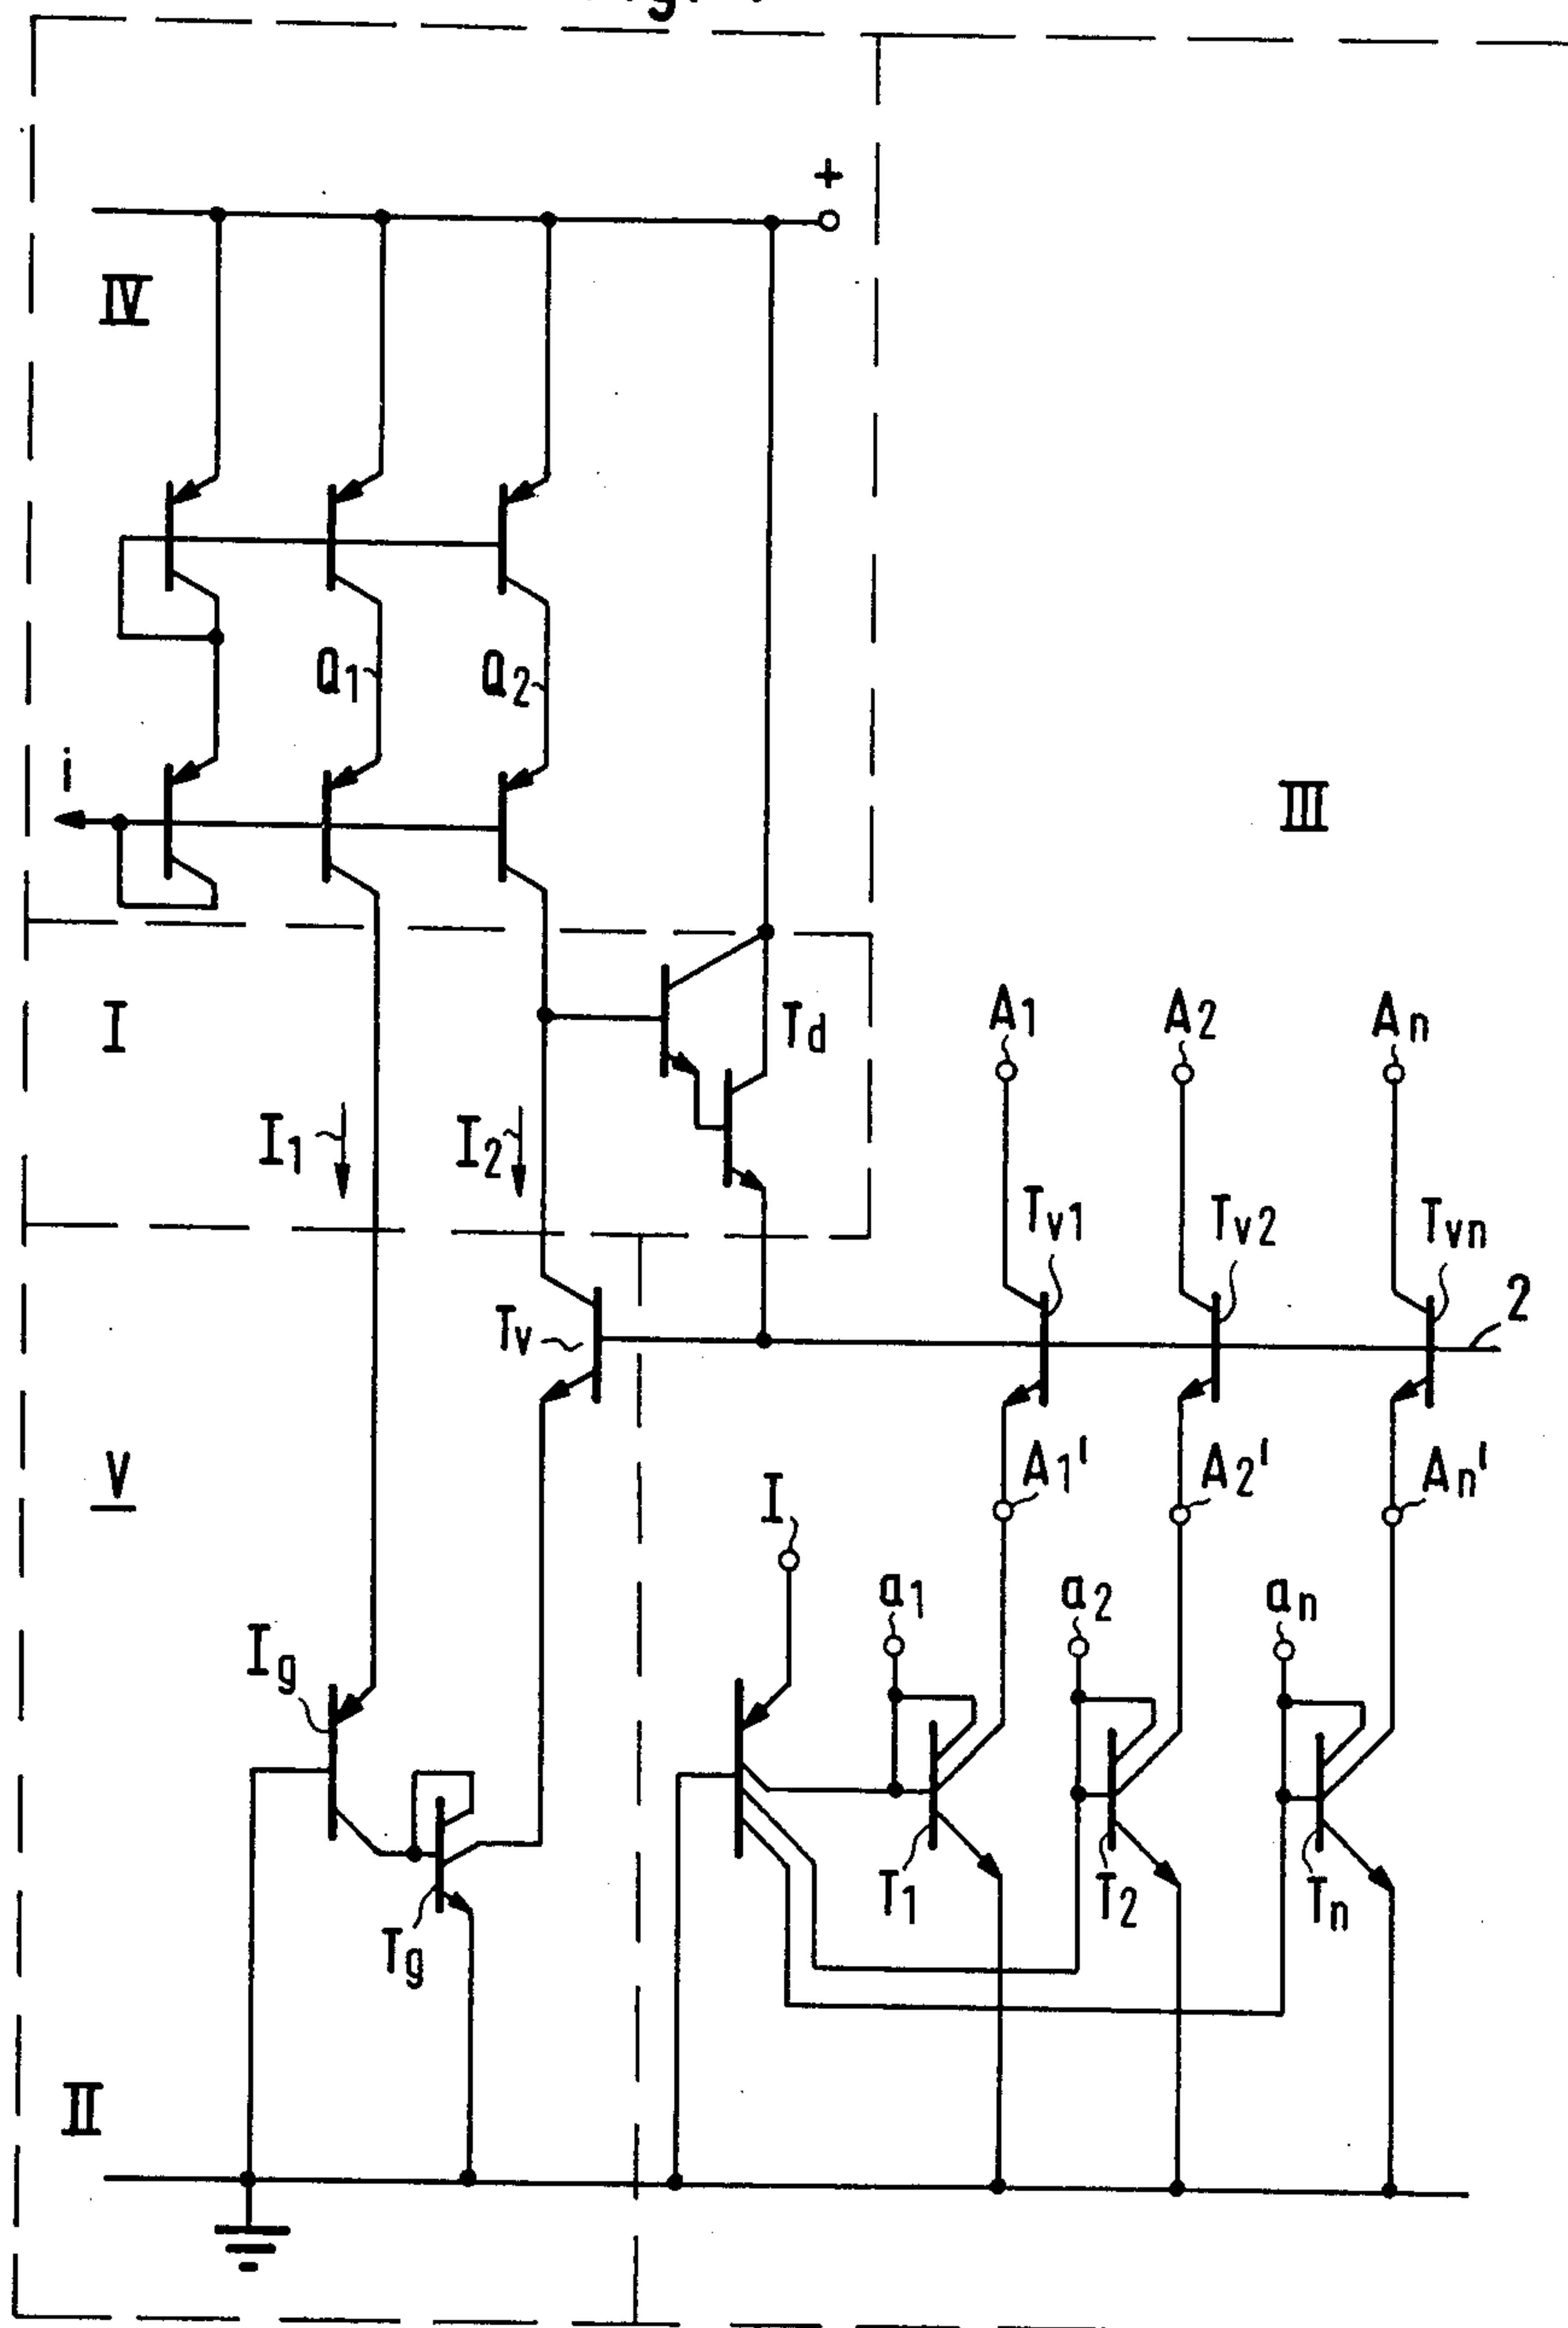 +
IV
Q1
Q2
i
III
I
Td
A1
A2
An
I1
I2
Tv1
Tv2
Tvn
2
Tv
V
A1'
A2'
An'
I
a1
a2
an
Ig
T1
T2
Tn
Tg
II